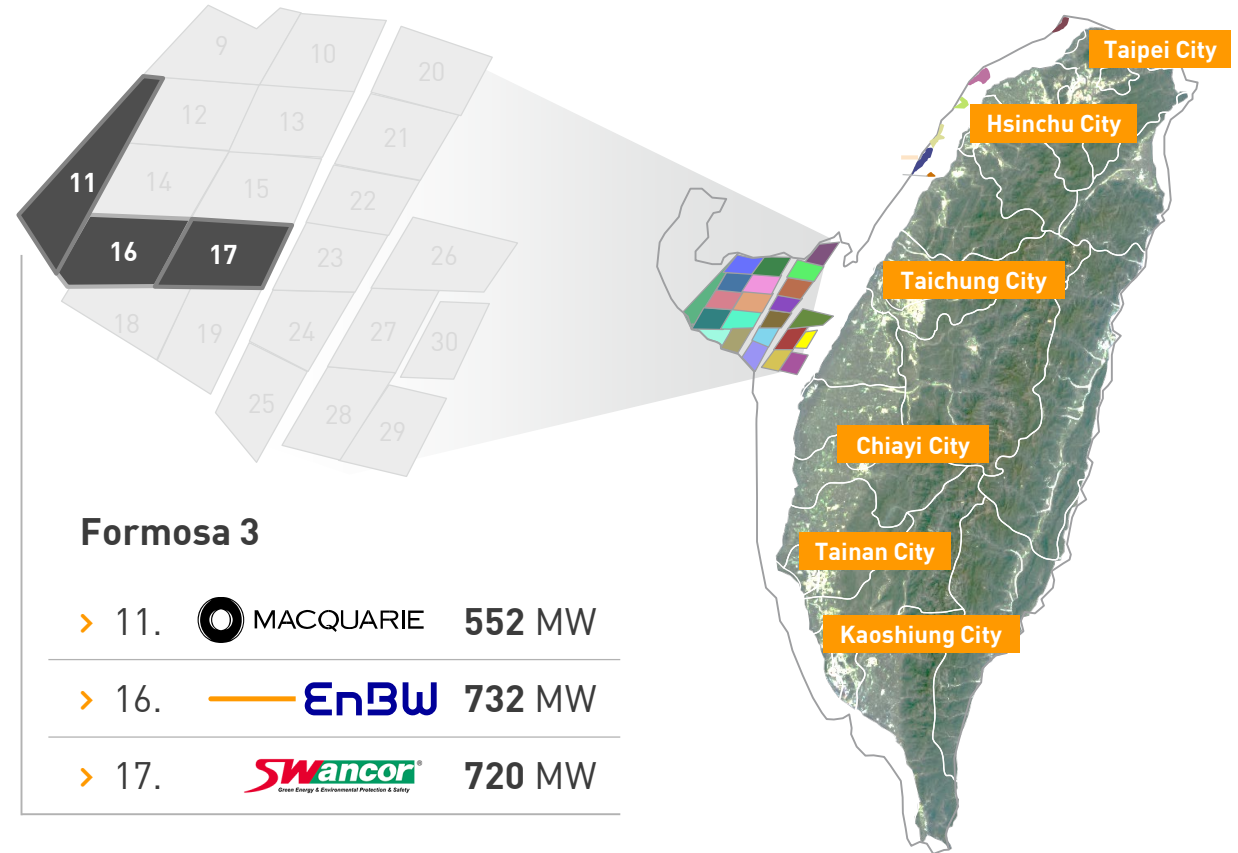 9
10
20
12
13
21
11
14
15
22
16
17
23
26
18
19
24
27
30
25
28
29
Taipei City
Hsinchu City
Taichung City
Chiayi City
Tainan City
Kaoshiung City
Formosa 3
> 11. MACQUARIE 552 MW
> 16. EnBW 732 MW
> 17. SWancor® 720 MW
Green Energy & Environmental Protection & Safety